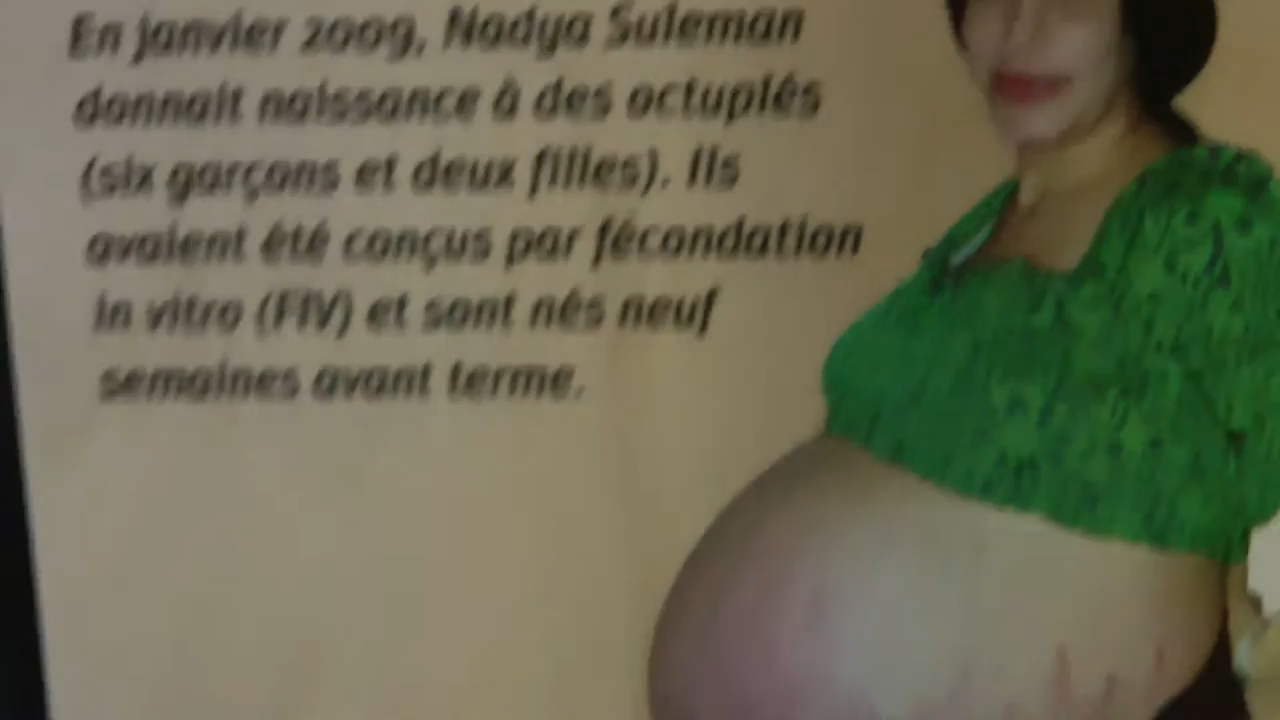 En janvier 2009, Nadya Suleman
donnait naissance à des octuplés
(six garçons et deux filles). Ils
avaient été conçus par fécondation
in vitro (FIV) et sont nés neuf
semaines avant terme.